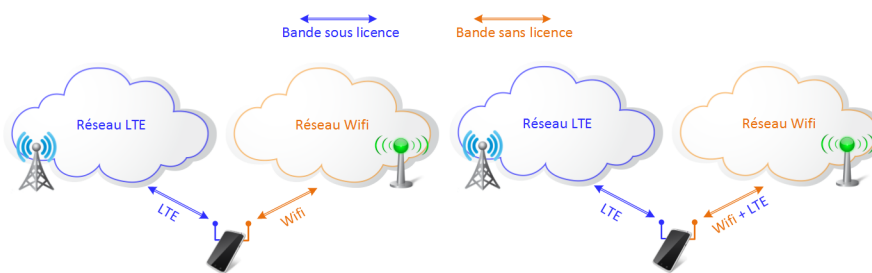 Bande sous licence
Bande sans licence
Réseau LTE
Réseau Wifi
LTE
Wifi
Réseau LTE
Réseau Wifi
LTE
Wifi + LTE